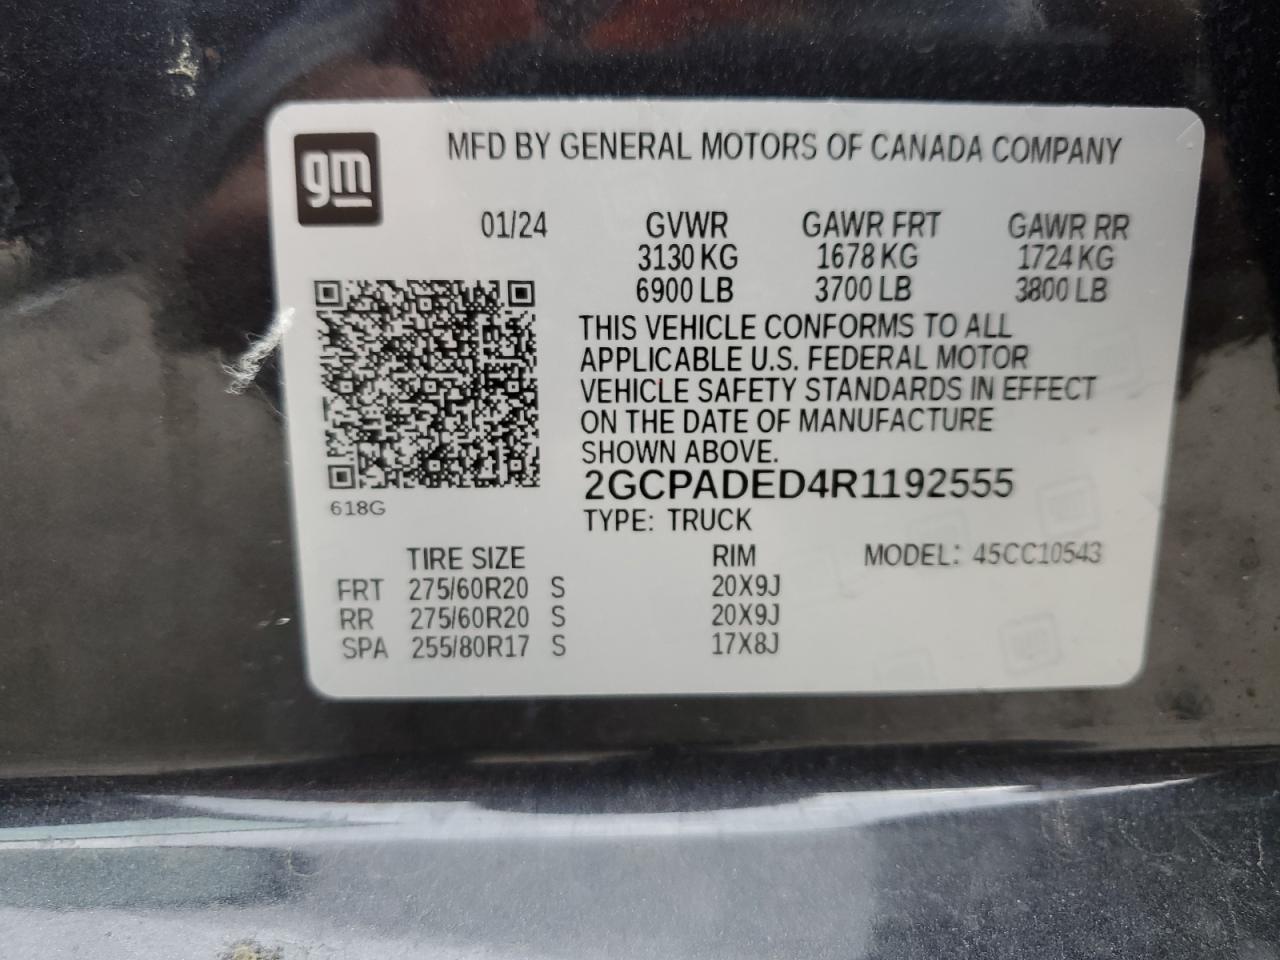 gm
MFD BY GENERAL MOTORS OF CANADA COMPANY
01/24 GVWR GAWR FRT GAWR RR
3130 KG 1678 KG 1724 KG
6900 LB 3700 LB 3800 LB
THIS VEHICLE CONFORMS TO ALL
APPLICABLE U.S. FEDERAL MOTOR
VEHICLE SAFETY STANDARDS IN EFFECT
ON THE DATE OF MANUFACTURE
SHOWN ABOVE.
2GCPADED4R1192555
618G
TYPE: TRUCK
TIRE SIZE RIM MODEL: 45CC10543
FRT 275/60R20 S 20X9J
RR 275/60R20 S 20X9J
SPA 255/80R17 S 17X8J